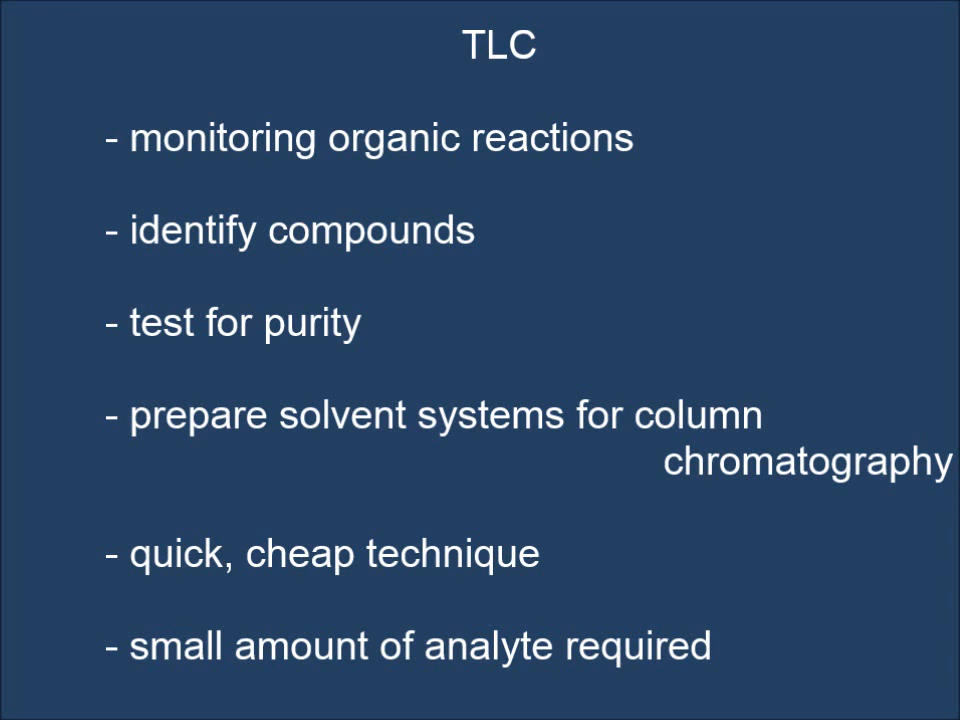 TLC
- monitoring organic reactions
- identify compounds
- test for purity
- prepare solvent systems for column
chromatography
- quick, cheap technique
- small amount of analyte required